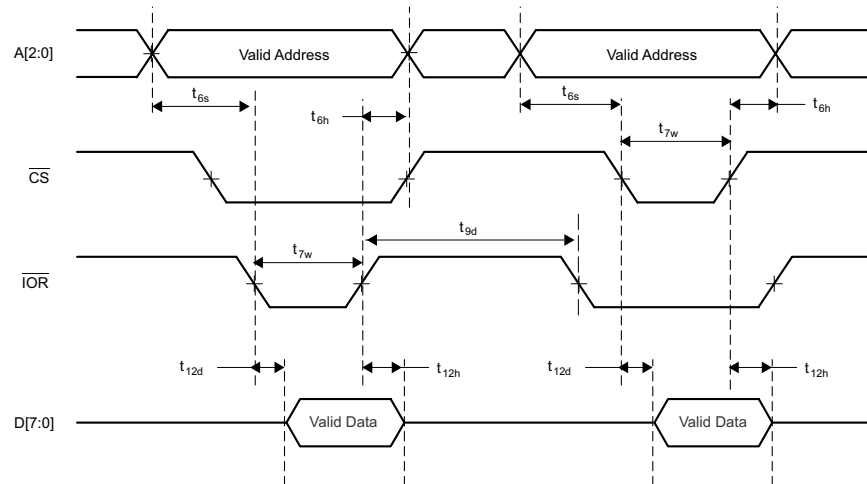 A[2:0] Valid Address Valid Address
t6s t6h t6s t6h
t7w
CS
t9d
t7w
IOR
t12d t12h t12d t12h
D[7:0] Valid Data Valid Data